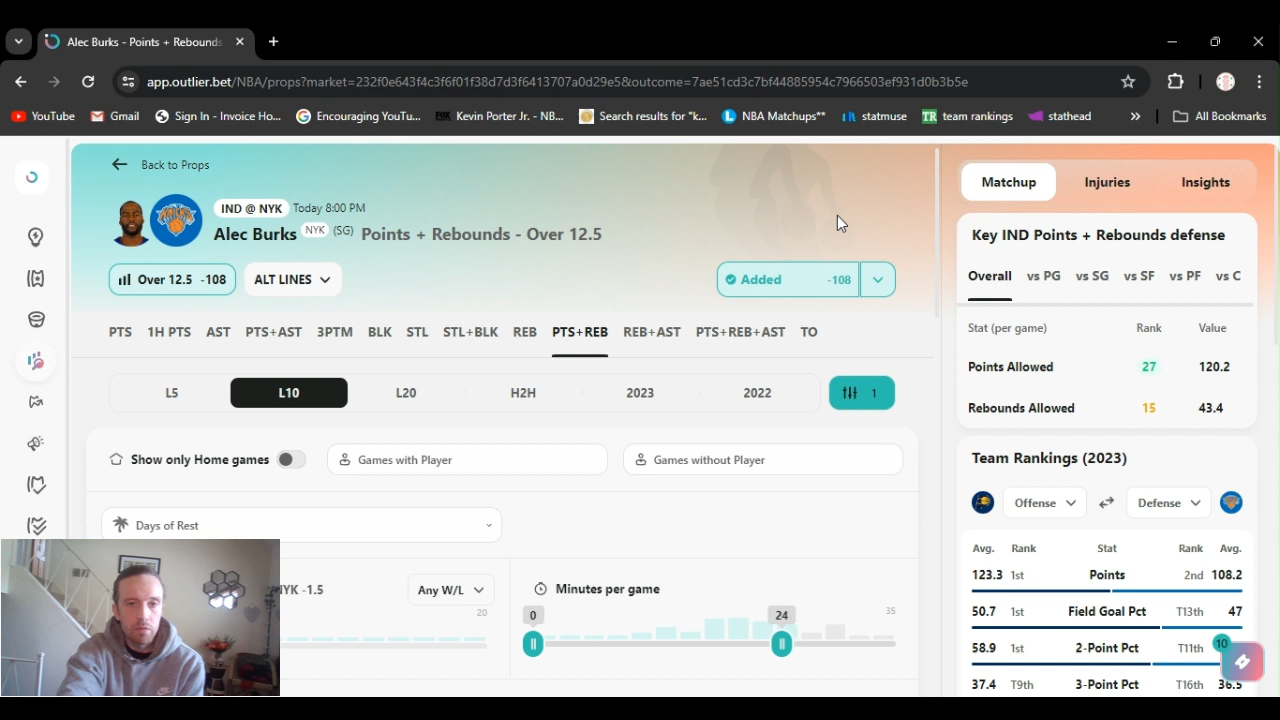 Alec Burks - Points + Rebounds
app.outlier.bet/NBA/props?market=232f0e643f4c3f6f01f38d7d3f6413707a0d29e5&outcome=7ae51cd3c7bf44885954c7966503ef931d0b3b5e
YouTube Gmail Sign In - Invoice Ho... Encouraging YouTu... Kevin Porter Jr. - NB... Search results for "k... NBA Matchups** statmuse team rankings stathead » All Bookmarks
Back to Props
IND @ NYK Today 8:00 PM
Alec Burks NYK (SG) Points + Rebounds - Over 12.5
Over 12.5 -108 ALT LINES Added -108
PTS 1H PTS AST PTS+AST 3PTM BLK STL STL+BLK REB PTS+REB REB+AST PTS+REB+AST TO
L5 L10 L20 H2H 2023 2022 1
Show only Home games Games with Player Games without Player
Days of Rest
NYK -1.5 Any W/L Minutes per game
20 0 24 35
Matchup Injuries Insights
Key IND Points + Rebounds defense
Overall vs PG vs SG vs SF vs PF vs C
Stat (per game) Rank Value
Points Allowed 27 120.2
Rebounds Allowed 15 43.4
Team Rankings (2023)
Offense Defense
Avg. Rank Stat Rank Avg.
123.3 1st Points 2nd 108.2
50.7 1st Field Goal Pct T13th 47
58.9 1st 2-Point Pct T11th
10
37.4 T9th 3-Point Pct T16th 36.5